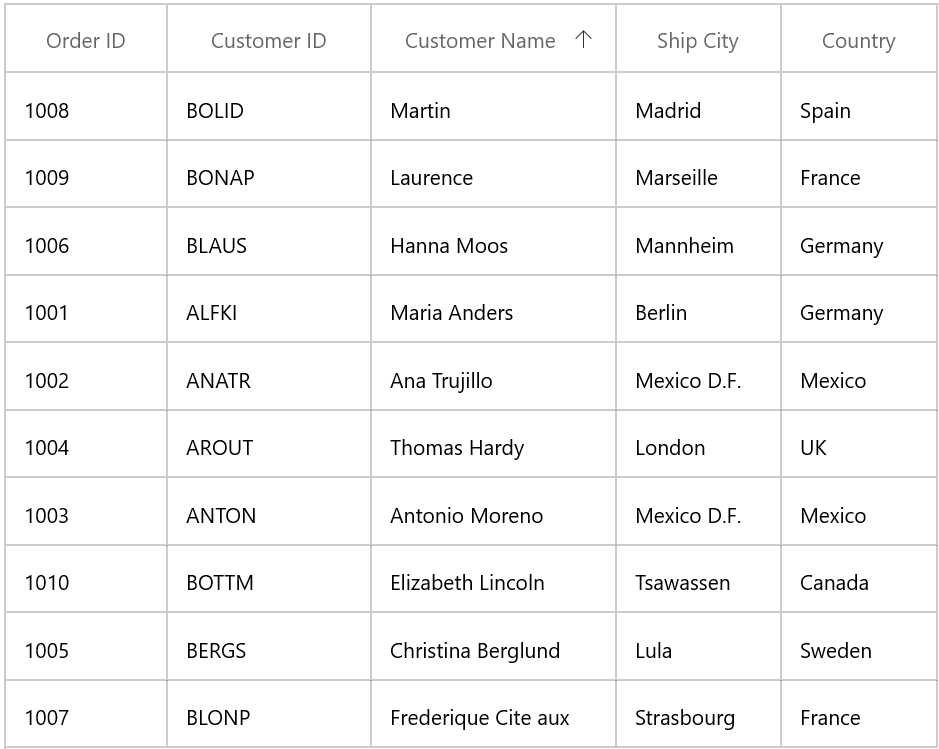 Order ID Customer ID Customer Name ↑ Ship City Country
1008 BOLID Martin Madrid Spain
1009 BONAP Laurence Marseille France
1006 BLAUS Hanna Moos Mannheim Germany
1001 ALFKI Maria Anders Berlin Germany
1002 ANATR Ana Trujillo Mexico D.F. Mexico
1004 AROUT Thomas Hardy London UK
1003 ANTON Antonio Moreno Mexico D.F. Mexico
1010 BOTTM Elizabeth Lincoln Tsawassen Canada
1005 BERGS Christina Berglund Lula Sweden
1007 BLONP Frederique Cite aux Strasbourg France